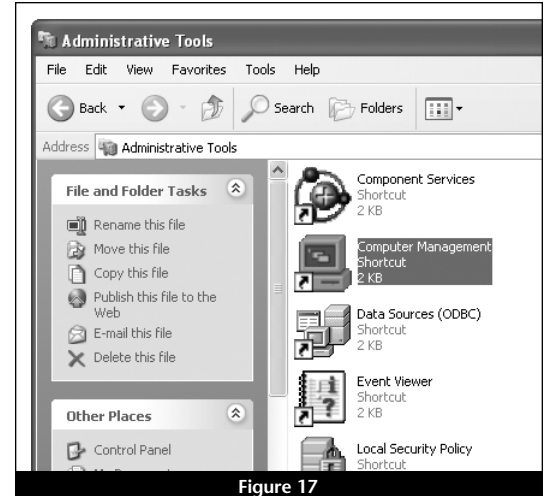 Administrative Tools
File Edit View Favorites Tools Help
Back Search Folders
Address Administrative Tools
File and Folder Tasks
Rename this file
Move this file
Copy this file
Publish this file to the
Web
E-mail this file
Delete this file
Other Places
Control Panel
Component Services
Shortcut
2 KB
Computer Management
Shortcut
2 KB
Data Sources (ODBC)
Shortcut
2 KB
Event Viewer
Shortcut
2 KB
Local Security Policy
Shortcut
Figure 17